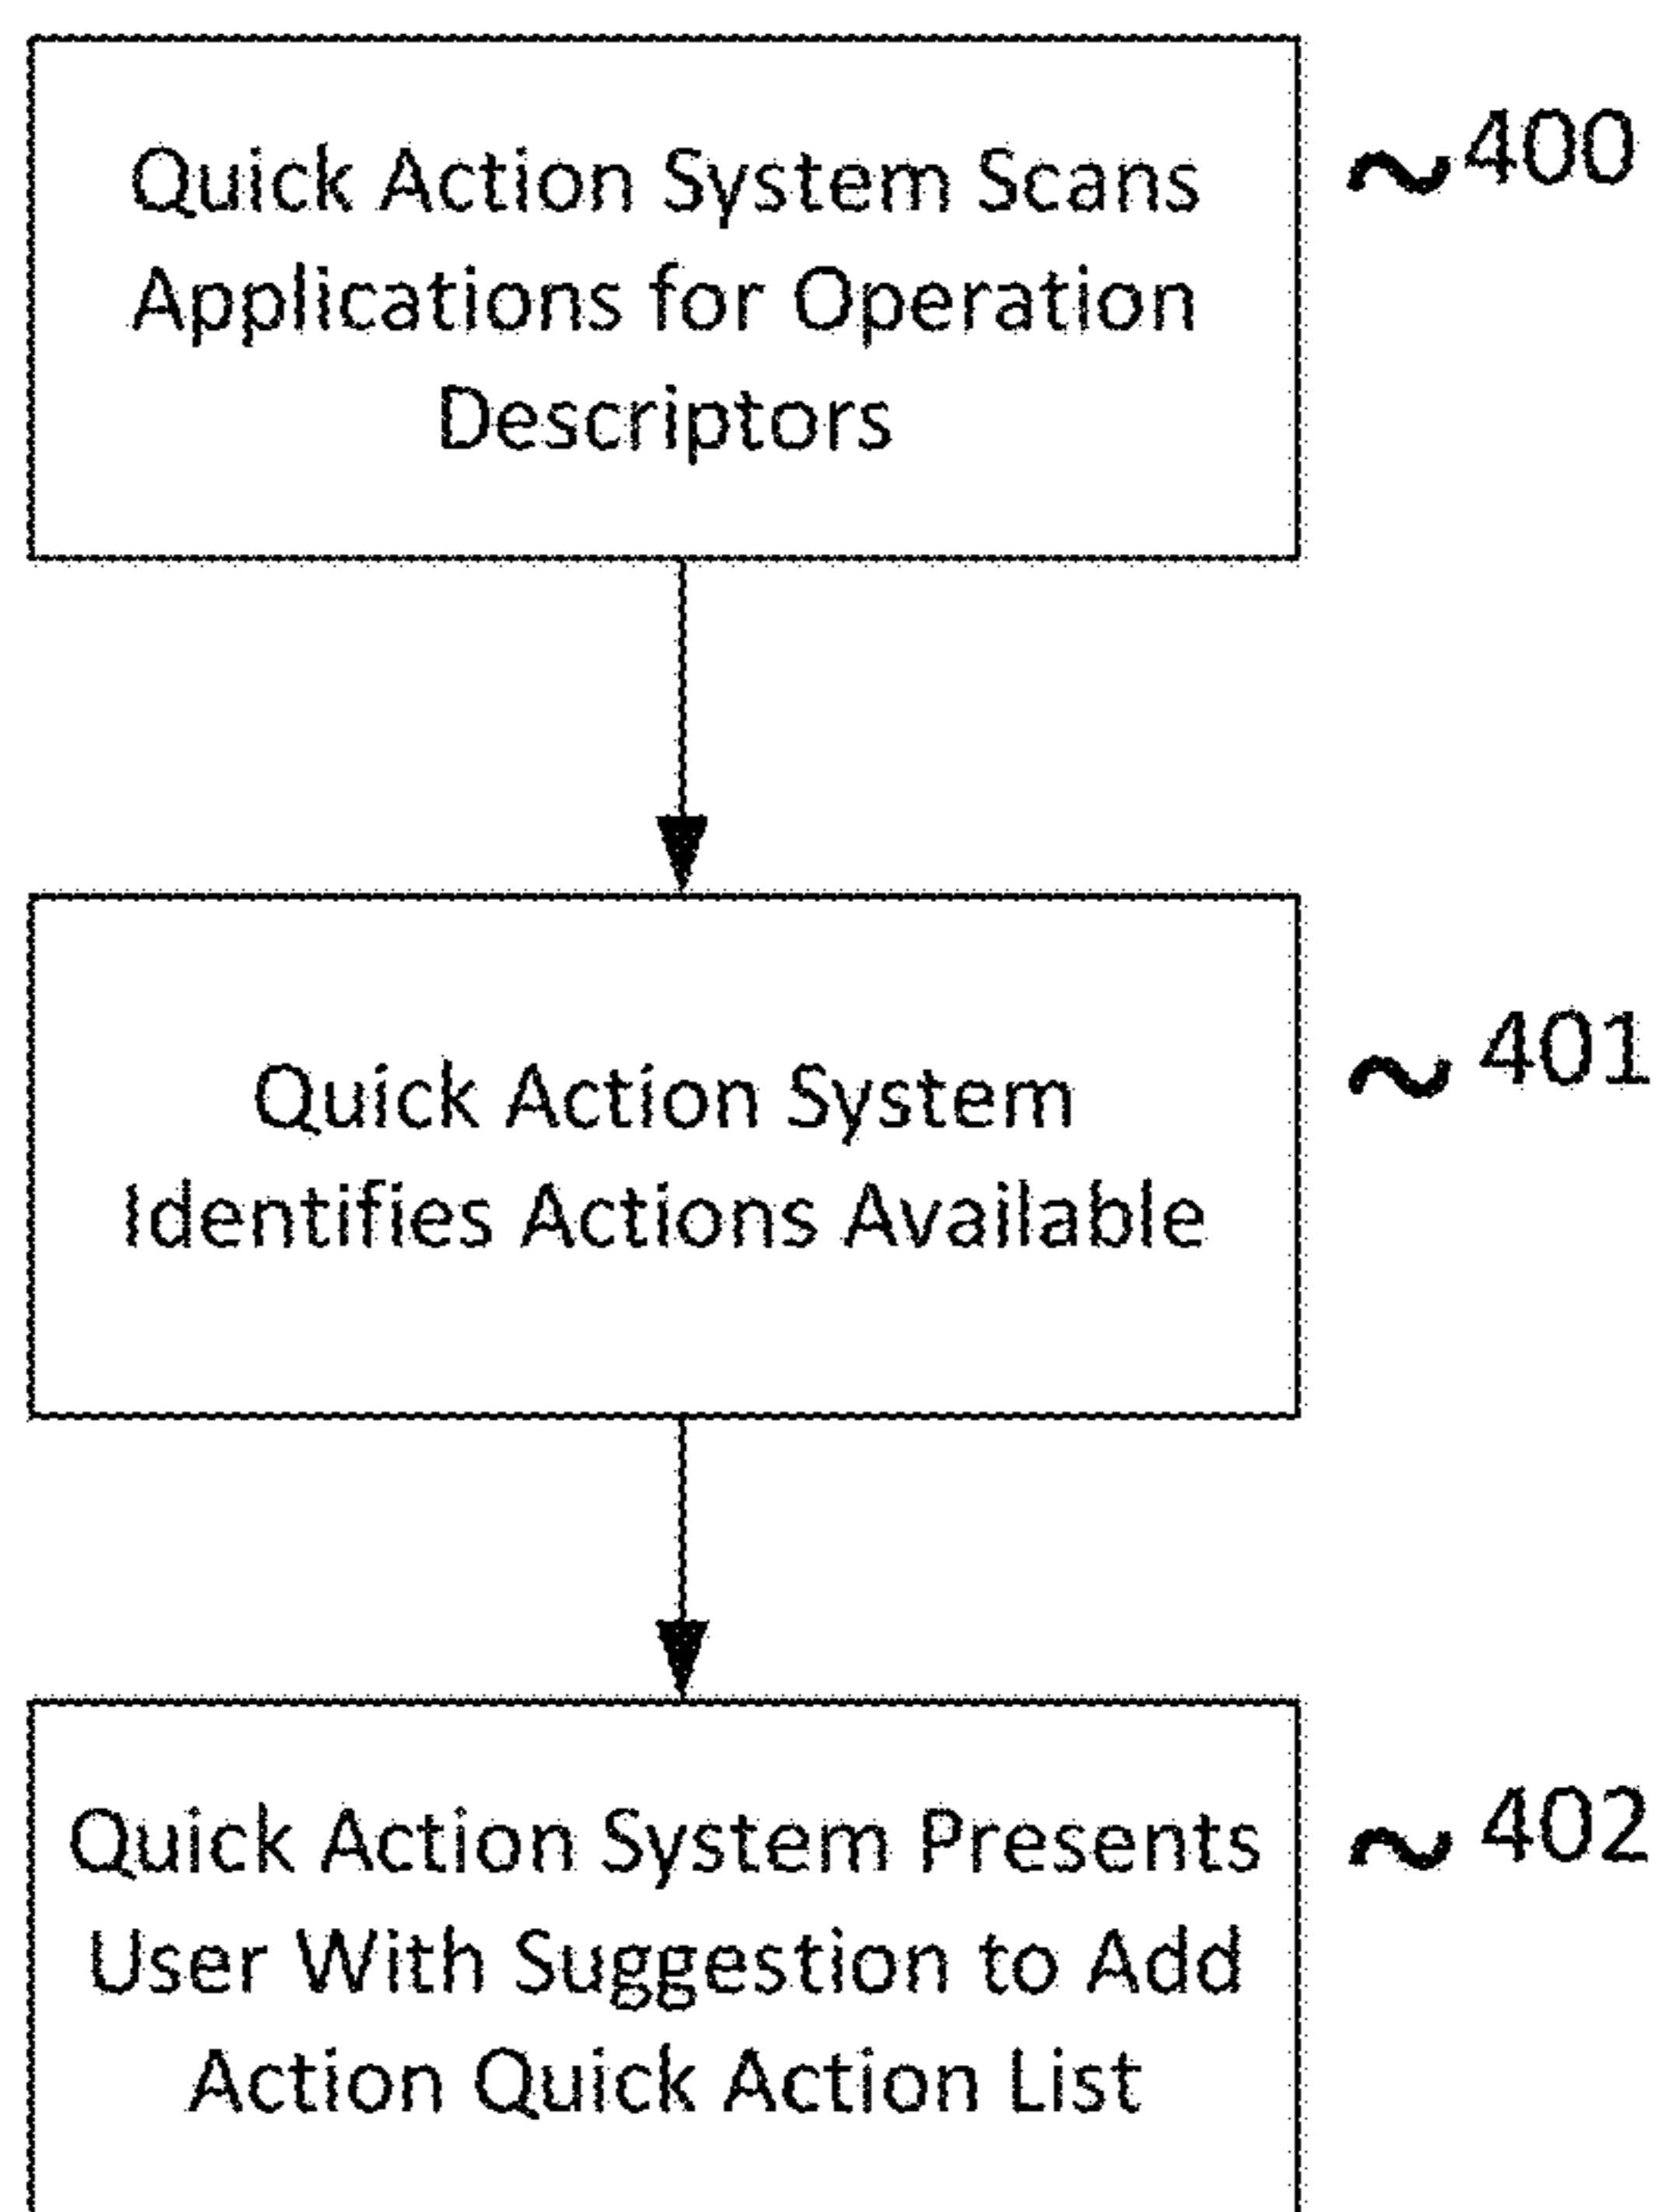 Quick Action System Scans
Applications for Operation
Descriptors
400
Quick Action System
Identifies Actions Available
401
Quick Action System Presents
User With Suggestion to Add
Action Quick Action List
402